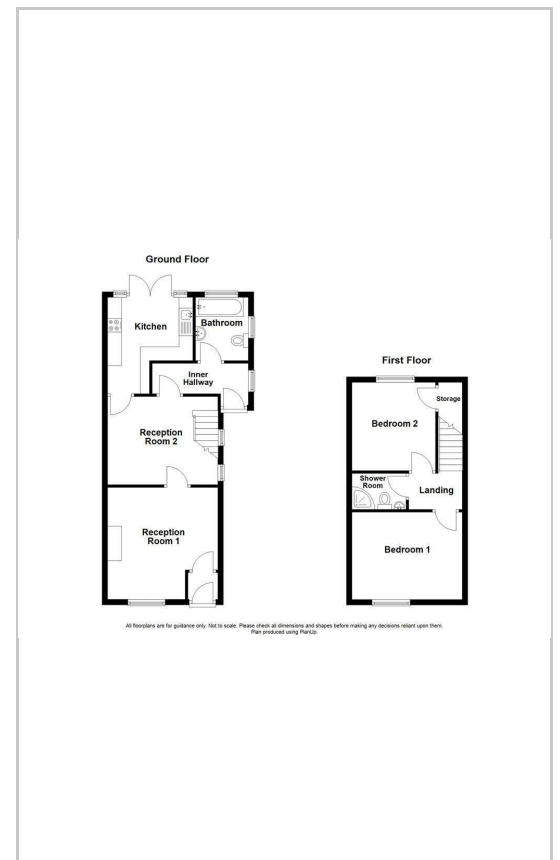 Ground Floor
Kitchen
Bathroom
Inner
Hallway
Reception
Room 2
Reception
Room 1
First Floor
Storage
Bedroom 2
Shower
Room
Landing
Bedroom 1
All floorplans are for guidance only. Not to scale. Please check all dimensions and shapes before making any decisions reliant upon them.
Plan produced using PlanUp.